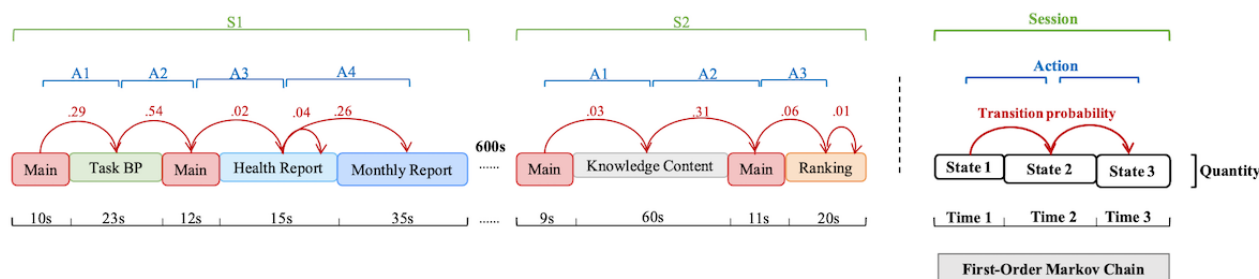 S1 S2 Session
A1 A2 A3 A4 A1 A2 A3 Action
.29 .54 .02 .04 .26 .03 .31 .06 .01 Transition probability
Main Task BP Main Health Report Monthly Report 600s ...... Main Knowledge Content Main Ranking State 1 State 2 State 3 Quantity
10s 23s 12s 15s 35s ...... 9s 60s 11s 20s Time 1 Time 2 Time 3
First-Order Markov Chain